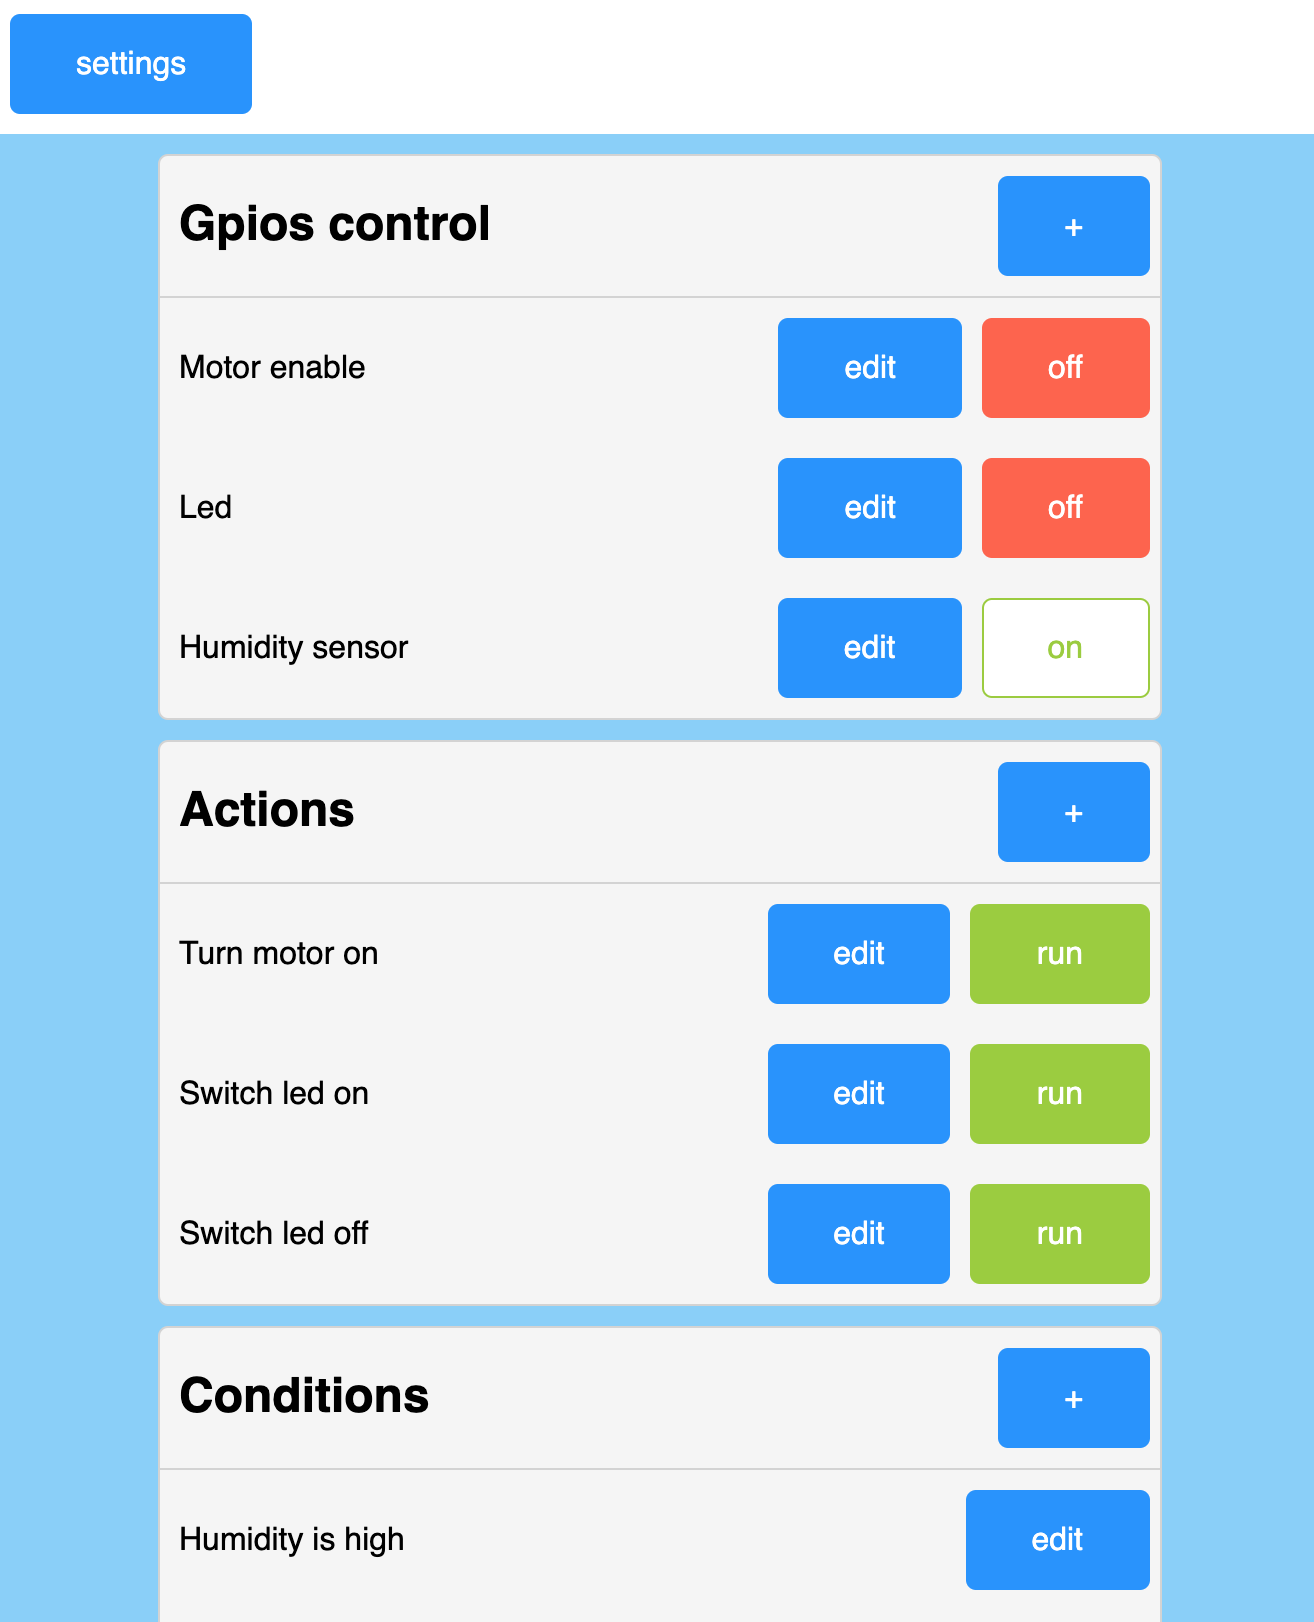 settings
Gpios control +
Motor enable edit off
Led edit off
Humidity sensor edit on
Actions +
Turn motor on edit run
Switch led on edit run
Switch led off edit run
Conditions +
Humidity is high edit